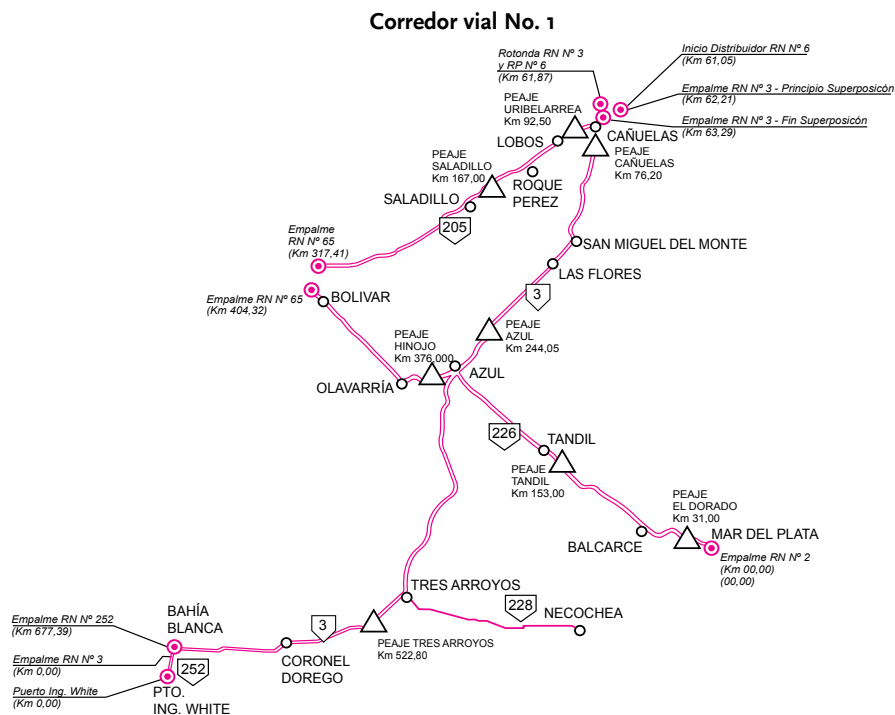 Corredor vial No. 1
Rotonda RN Nº 3
y RP Nº 6
(Km 61,87)
Inicio Distribuidor RN Nº 6
(Km 61,05)
Empalme RN Nº 3 - Principio Superposicón
(Km 62,21)
Empalme RN Nº 3 - Fin Superposicón
(Km 63,29)
PEAJE
URIBELARREA
Km 92,50
LOBOS
CAÑUELAS
PEAJE
CAÑUELAS
Km 76,20
PEAJE
SALADILLO
Km 167,00
ROQUE
PEREZ
SALADILLO
205
Empalme
RN Nº 65
(Km 317,41)
SAN MIGUEL DEL MONTE
LAS FLORES
3
Empalme RN Nº 65
(Km 404,32)
BOLIVAR
PEAJE
HINOJO
Km 376,000
PEAJE
AZUL
Km 244,05
OLAVARRÍA
AZUL
226
TANDIL
PEAJE
TANDIL
Km 153,00
PEAJE
EL DORADO
Km 31,00
BALCARCE
MAR DEL PLATA
Empalme RN Nº 2
(Km 00,00)
(00,00)
TRES ARROYOS
228
NECOCHEA
Empalme RN Nº 252
(Km 677,39)
BAHÍA
BLANCA
3
PEAJE TRES ARROYOS
Km 522,80
CORONEL
DOREGO
Empalme RN Nº 3
(Km 0,00)
252
Puerto Ing. White
(Km 0,00)
PTO.
ING. WHITE